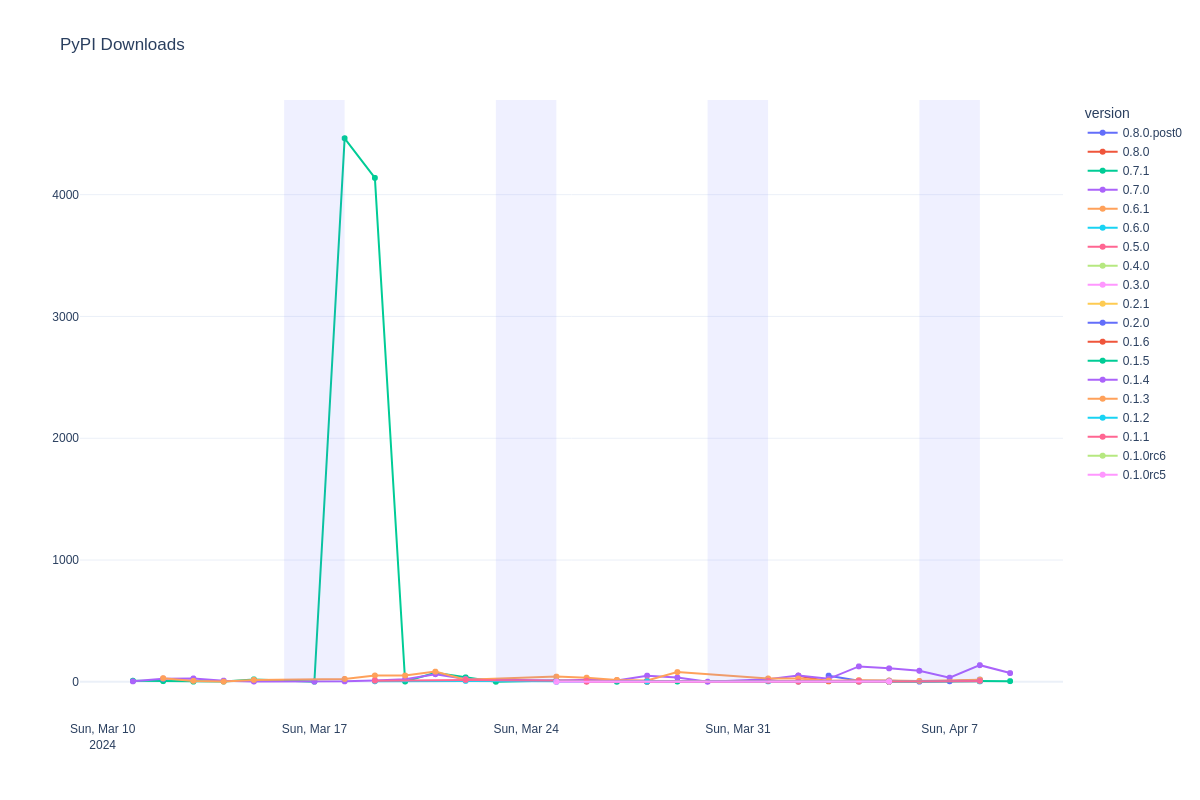 PyPI Downloads
version
0.8.0.post0
0.8.0
0.7.1
0.7.0
0.6.1
0.6.0
0.5.0
0.4.0
0.3.0
0.2.1
0.2.0
0.1.6
0.1.5
0.1.4
0.1.3
0.1.2
0.1.1
0.1.0rc6
0.1.0rc5
4000
3000
2000
1000
0
Sun, Mar 10
2024
Sun, Mar 17
Sun, Mar 24
Sun, Mar 31
Sun, Apr 7